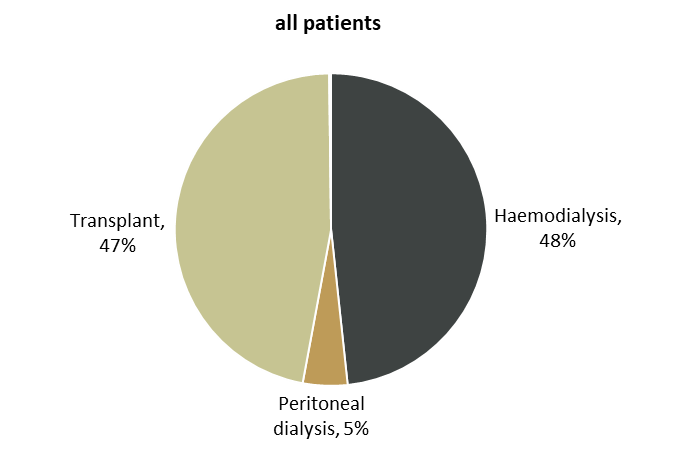 all patients
Haemodialysis,
48%
Transplant,
47%
Peritoneal
dialysis, 5%